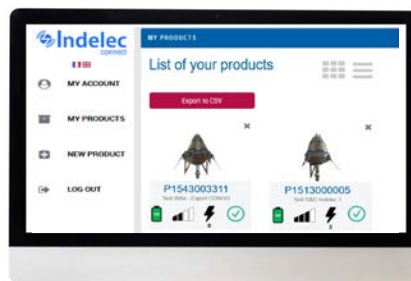 Indelec
connect
MY ACCOUNT
MY PRODUCTS
NEW PRODUCT
LOG OUT
MY PRODUCTS
List of your products
Export to CSV
P1543003311
P1513000005